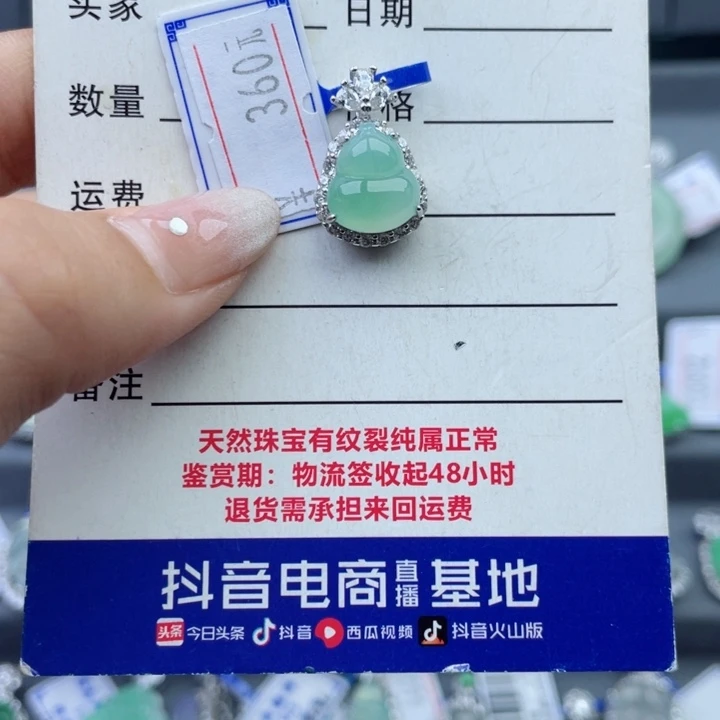 买家
日期
360元
数量
价格
运费
备注
天然珠宝有纹裂纯属正常
鉴赏期：物流签收起48小时
退货需承担来回运费
抖音电商直播基地
头条 今日头条 抖音 西瓜视频 抖音火山版